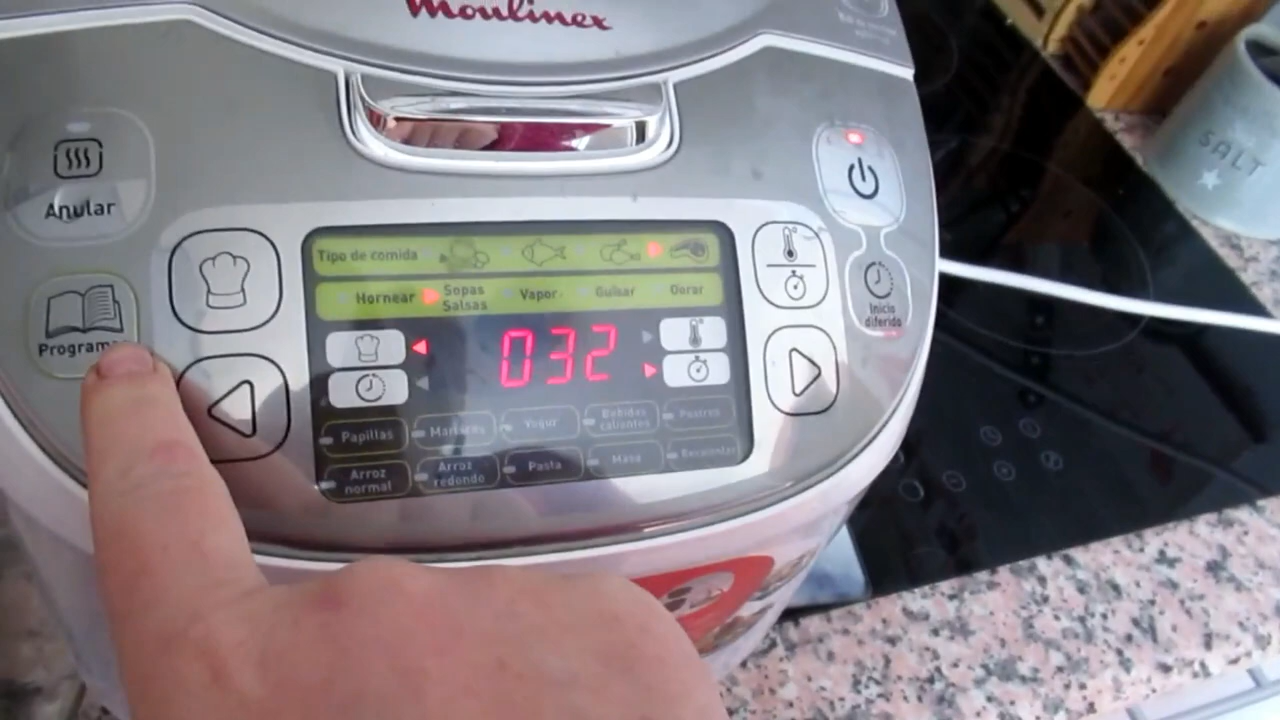 Moulinex
Anular
Tipo de comida
Hornear
Sopas
Salsas
Vapor
Guisar
Dorar
Programa
032
Inicio
diferido
Papillas
Mariscos
Yogur
Bebidas
calientes
Postres
Arroz
normal
Arroz
redondo
Pasta
Masa
Recalentar
SALT